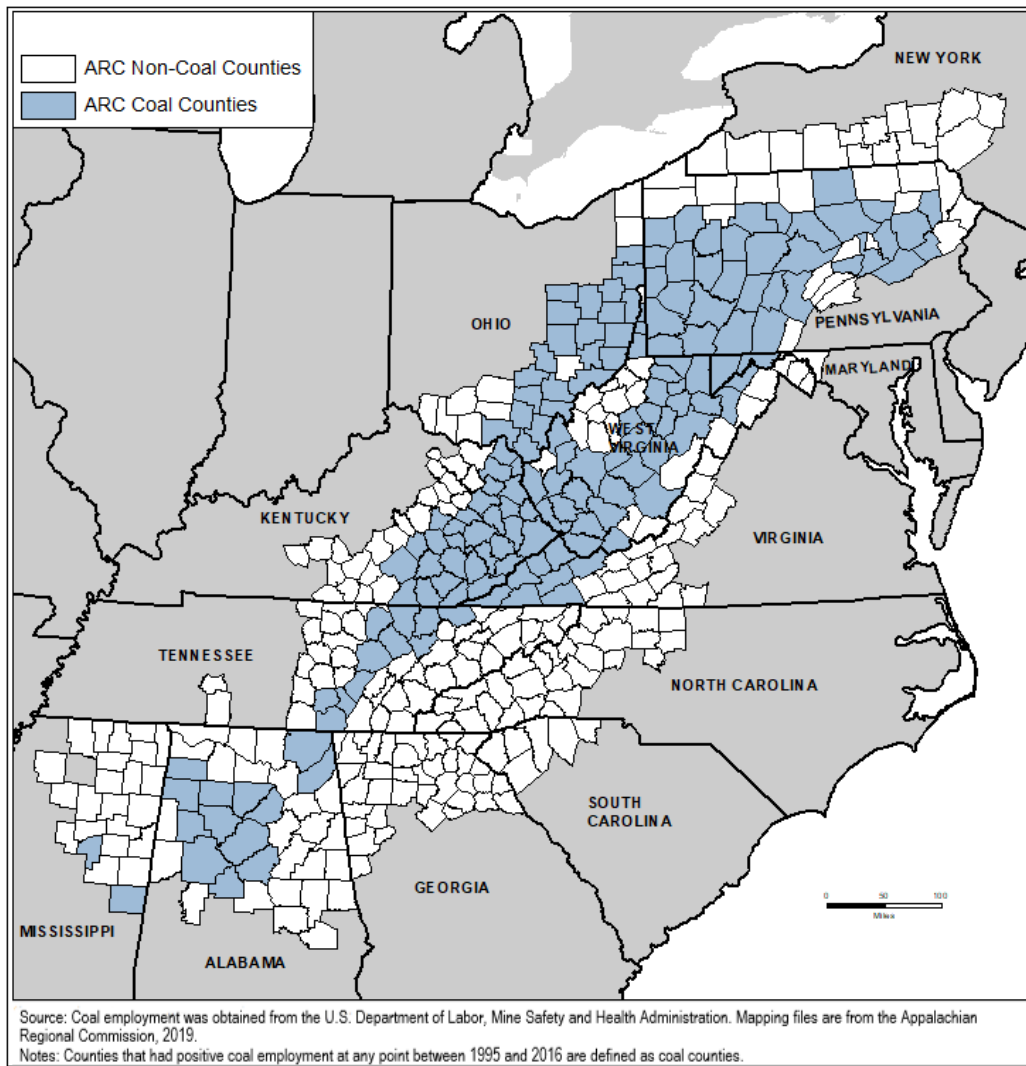 ARC Non-Coal Counties
ARC Coal Counties
NEW YORK
PENNSYLVANIA
OHIO
MARYLAND
WEST
VIRGINIA
KENTUCKY
VIRGINIA
TENNESSEE
NORTH CAROLINA
SOUTH
CAROLINA
GEORGIA
MISSISSIPPI
ALABAMA
0 50 100
Miles
Source: Coal employment was obtained from the U.S. Department of Labor, Mine Safety and Health Administration. Mapping files are from the Appalachian
Regional Commission, 2019.
Notes: Counties that had positive coal employment at any point between 1995 and 2016 are defined as coal counties.